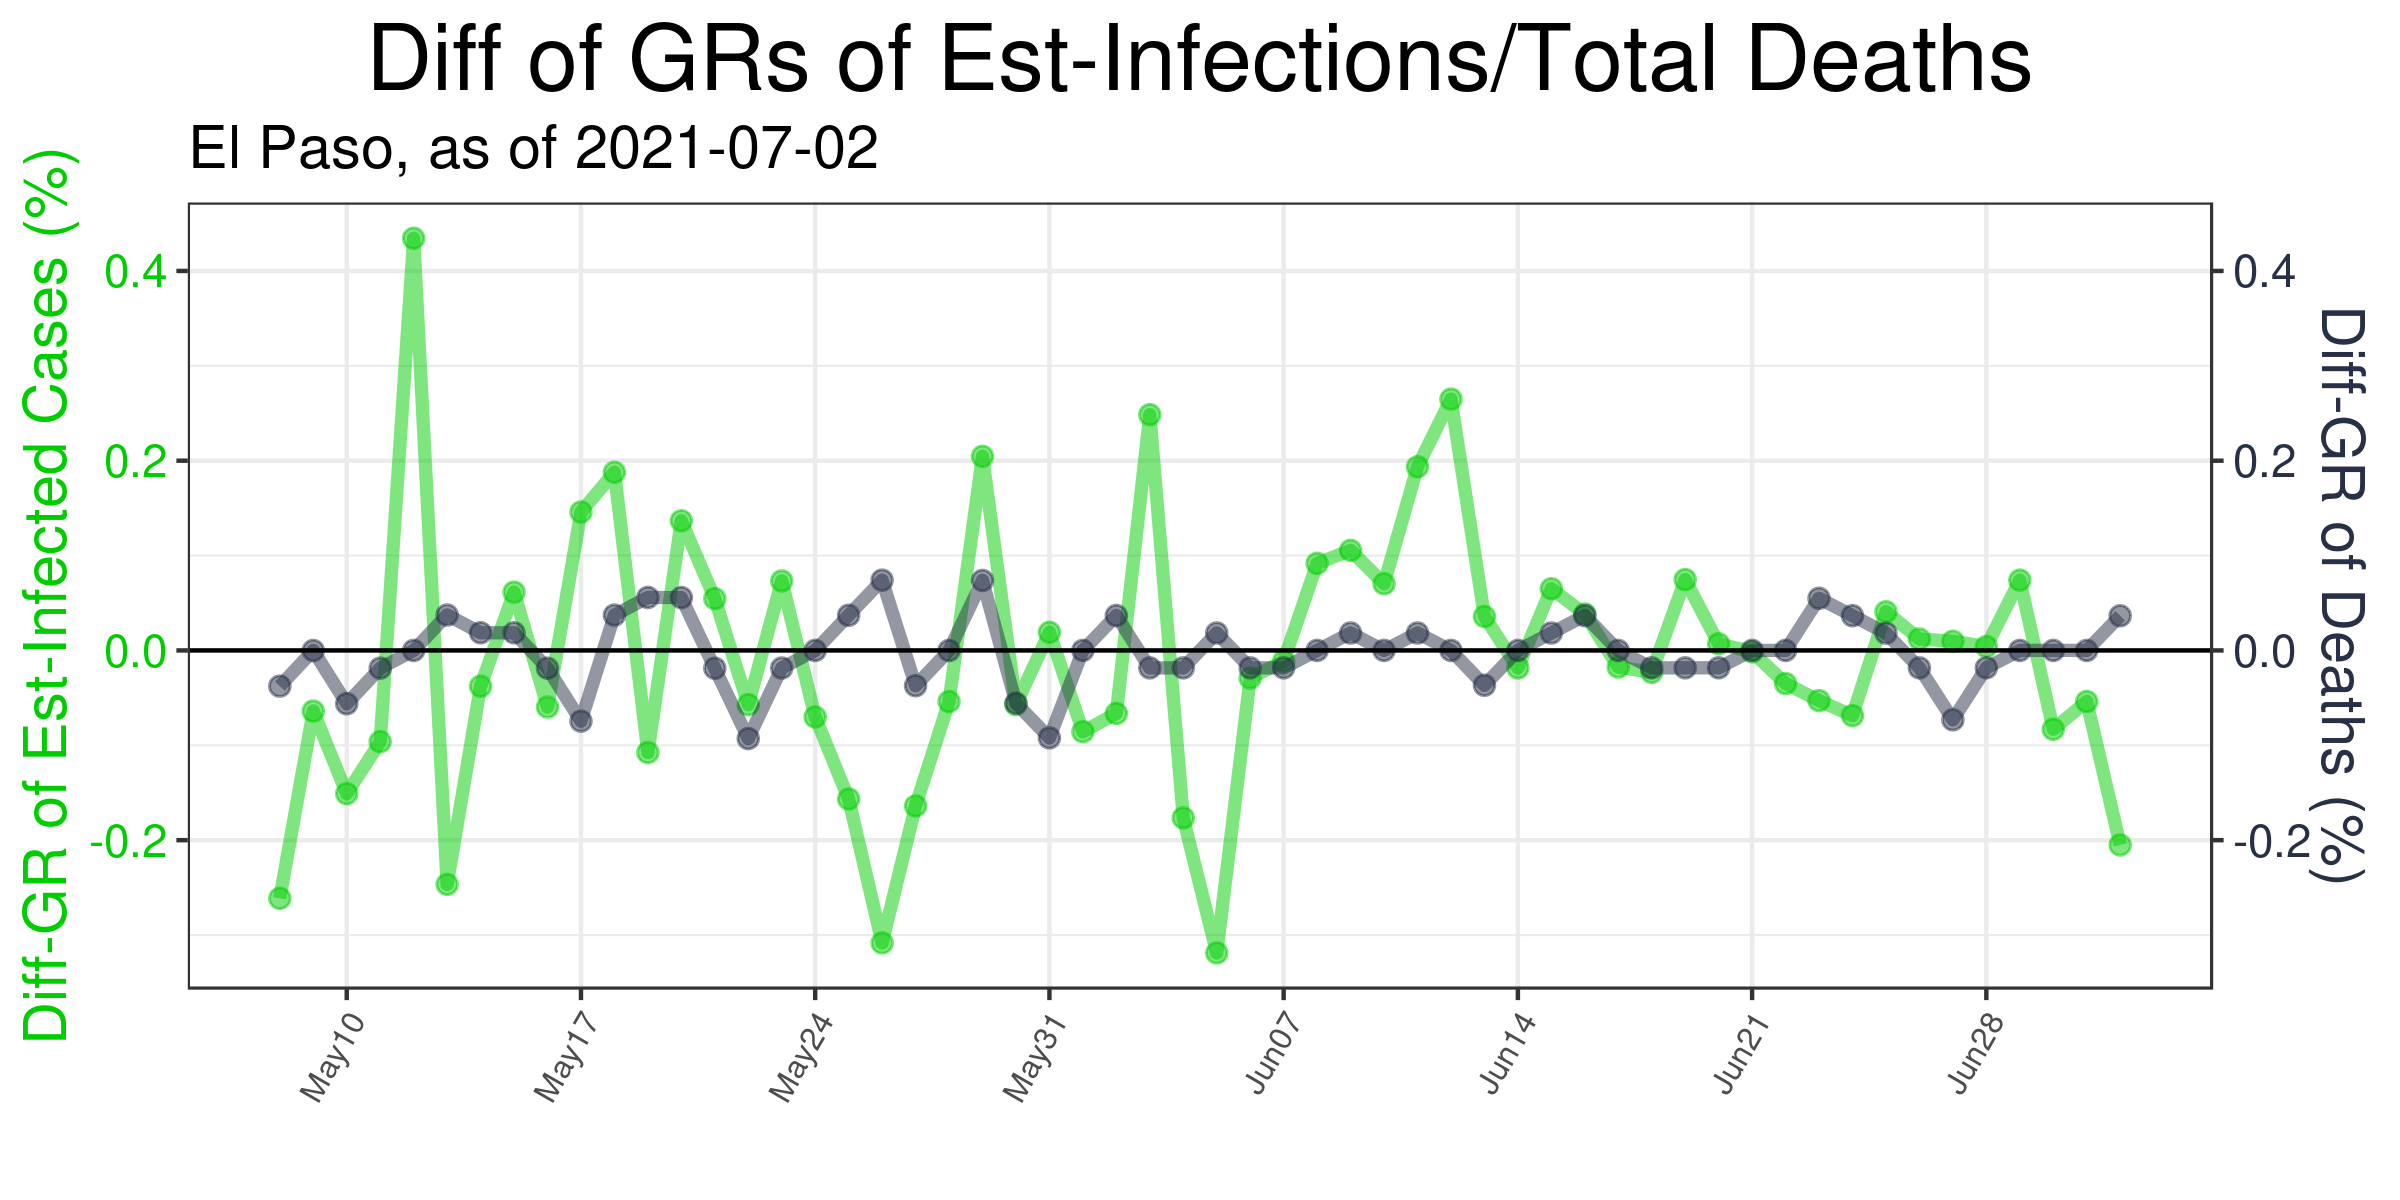 Diff of GRs of Est-Infections/Total Deaths
El Paso, as of 2021-07-02
Diff-GR of Est-Infected Cases (%)
0.4
0.2
0.0
-0.2
0.4
0.2
0.0
-0.2
Diff-GR of Deaths (%)
May10
May17
May24
May31
Jun07
Jun14
Jun21
Jun28